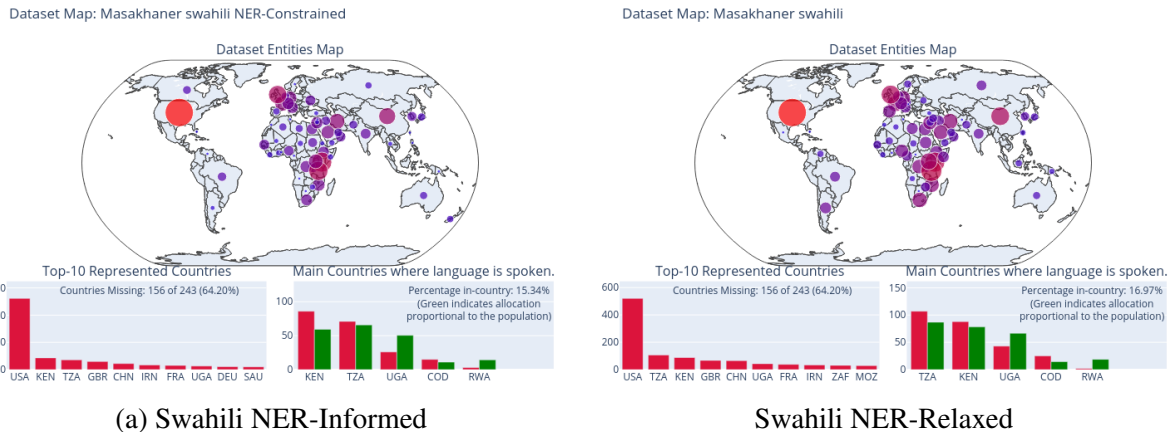 Dataset Map: Masakhaner swahili NER-Constrained
Dataset Entities Map
Top-10 Represented Countries
Countries Missing: 156 of 243 (64.20%)
0
0
0
0
USA KEN TZA GBR CHN IRN FRA UGA DEU SAU
Main Countries where language is spoken.
Percentage in-country: 15.34%
(Green indicates allocation
proportional to the population)
100
50
0
KEN TZA UGA COD RWA
(a) Swahili NER-Informed
Dataset Map: Masakhaner swahili
Dataset Entities Map
Top-10 Represented Countries
Countries Missing: 156 of 243 (64.20%)
600
400
200
0
USA TZA KEN GBR CHN UGA FRA IRN ZAF MOZ
Main Countries where language is spoken.
Percentage in-country: 16.97%
(Green indicates allocation
proportional to the population)
150
100
50
0
TZA KEN UGA COD RWA
Swahili NER-Relaxed